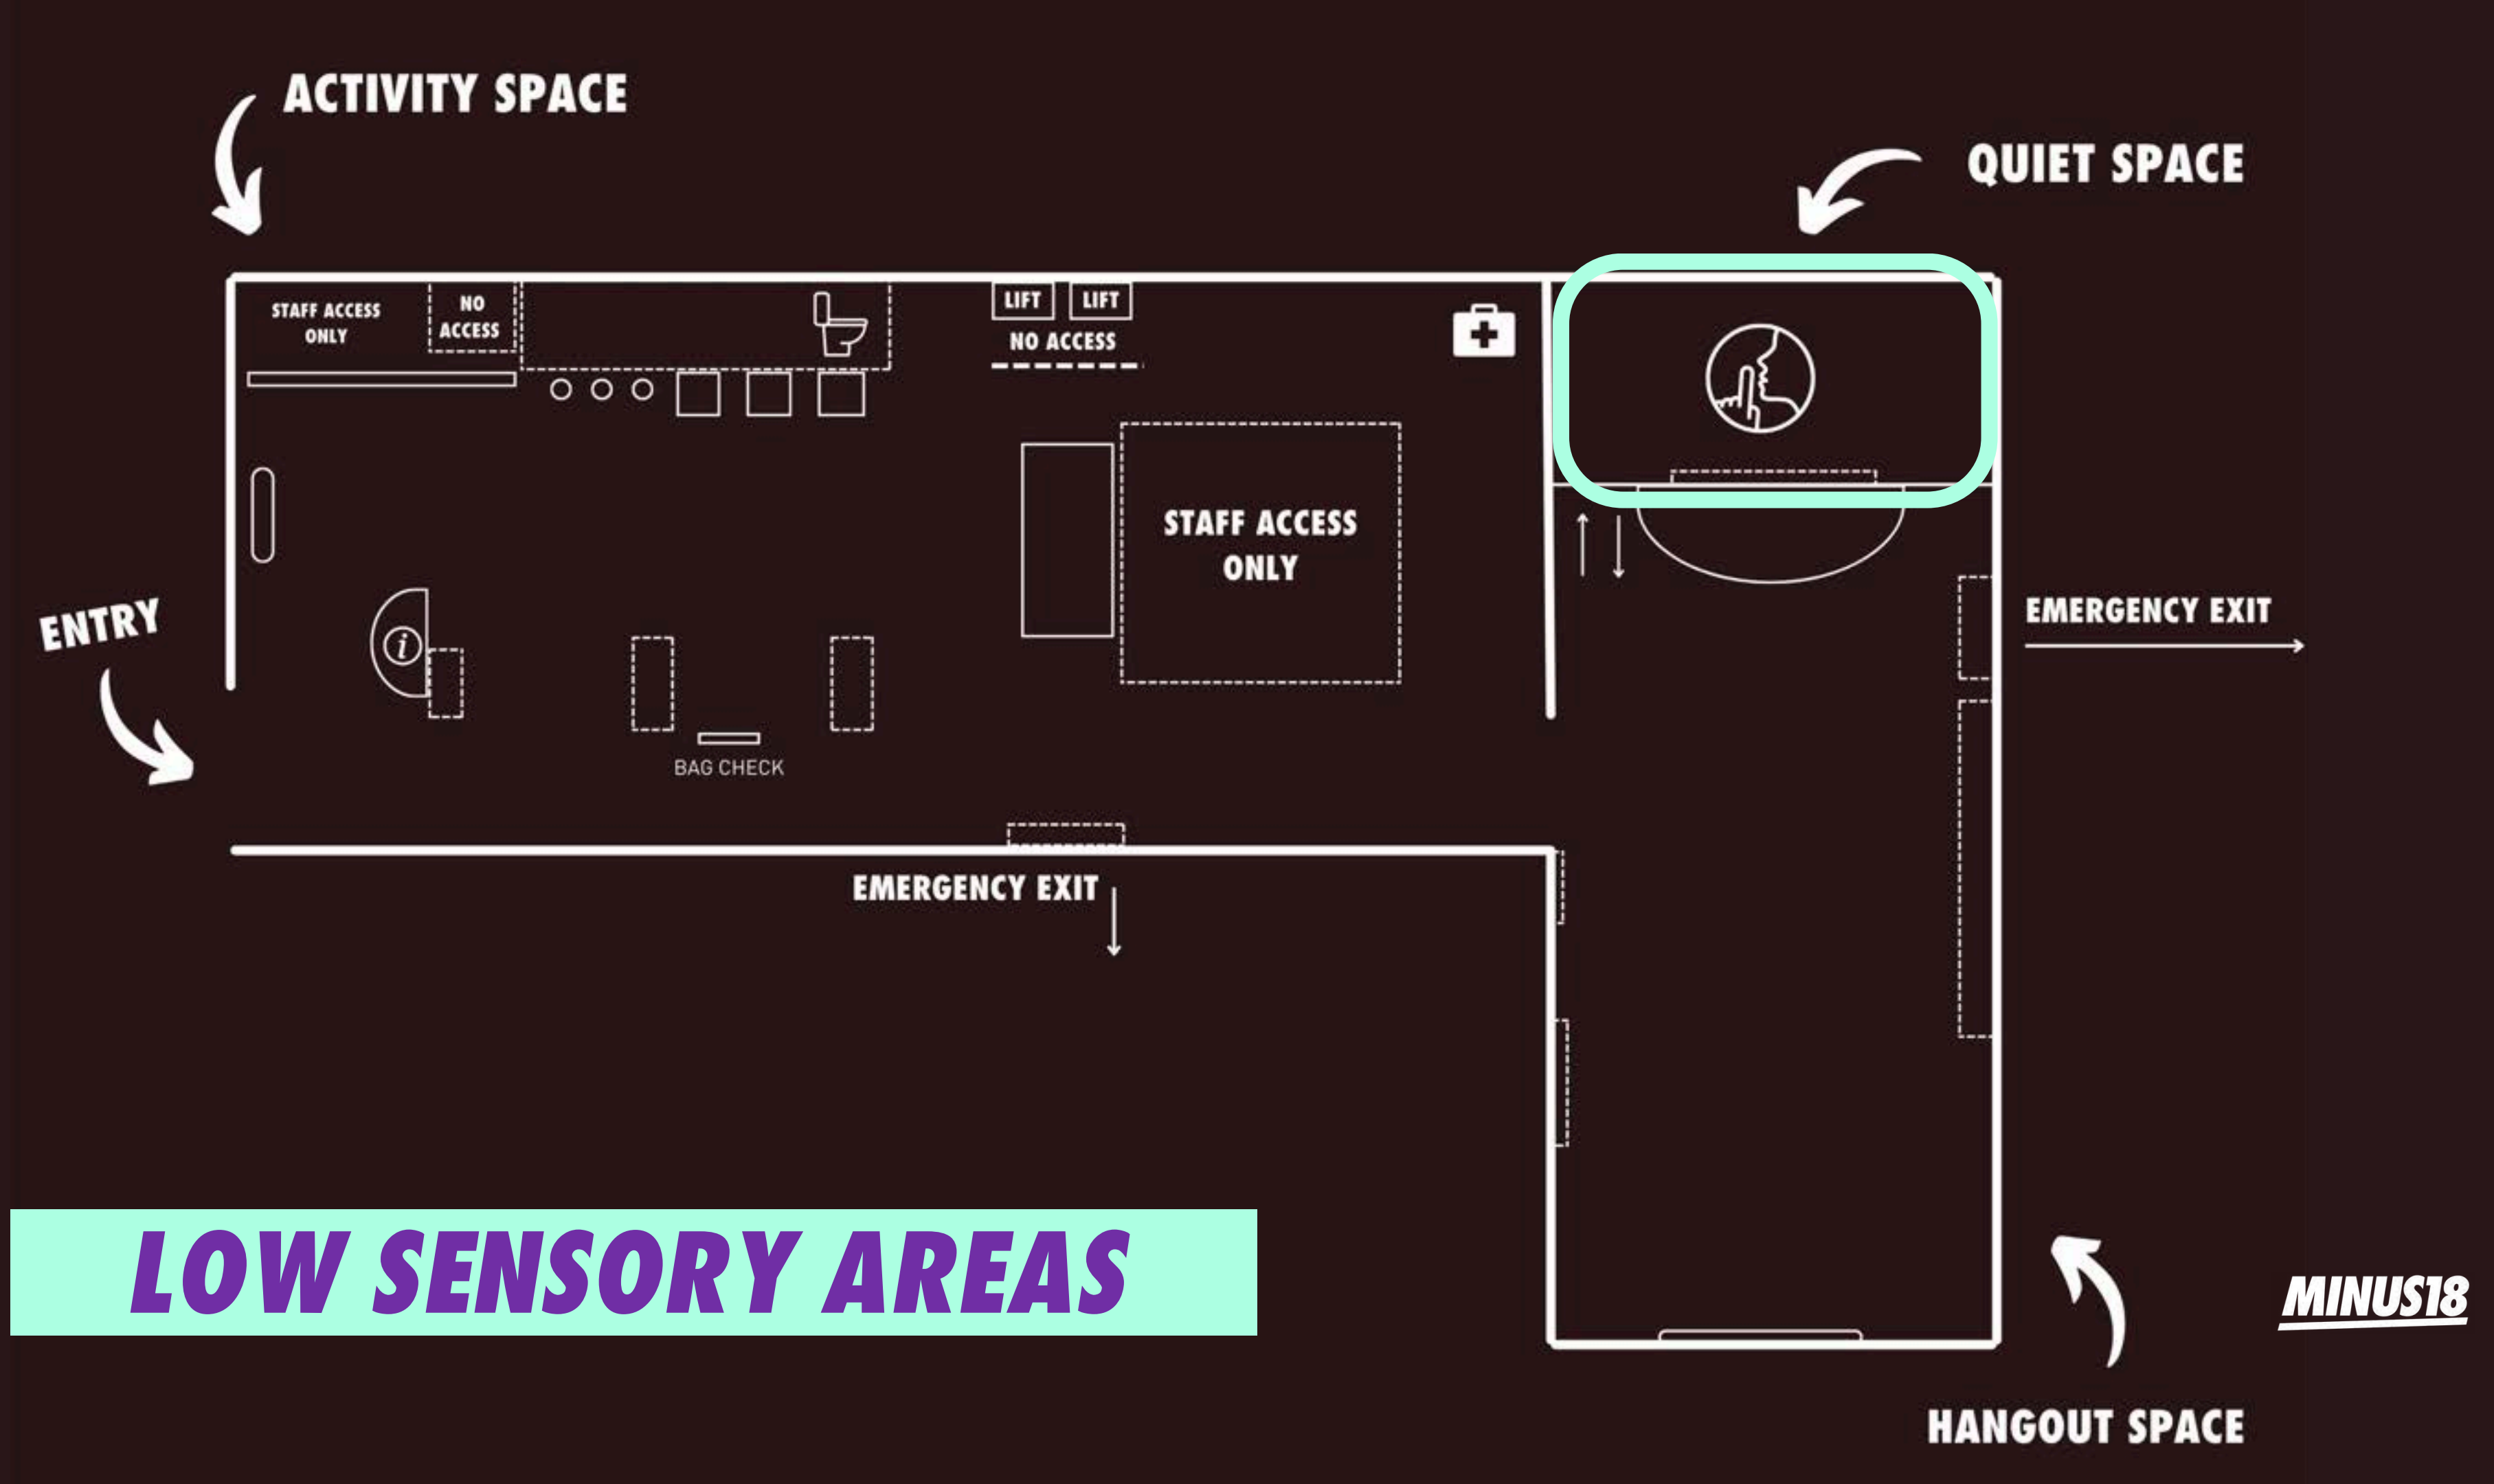 ACTIVITY SPACE
QUIET SPACE
STAFF ACCESS
ONLY
NO
ACCESS
LIFT
LIFT
NO ACCESS
STAFF ACCESS
ONLY
ENTRY
i
BAG CHECK
EMERGENCY EXIT
EMERGENCY EXIT
LOW SENSORY AREAS
MINUS18
HANGOUT SPACE